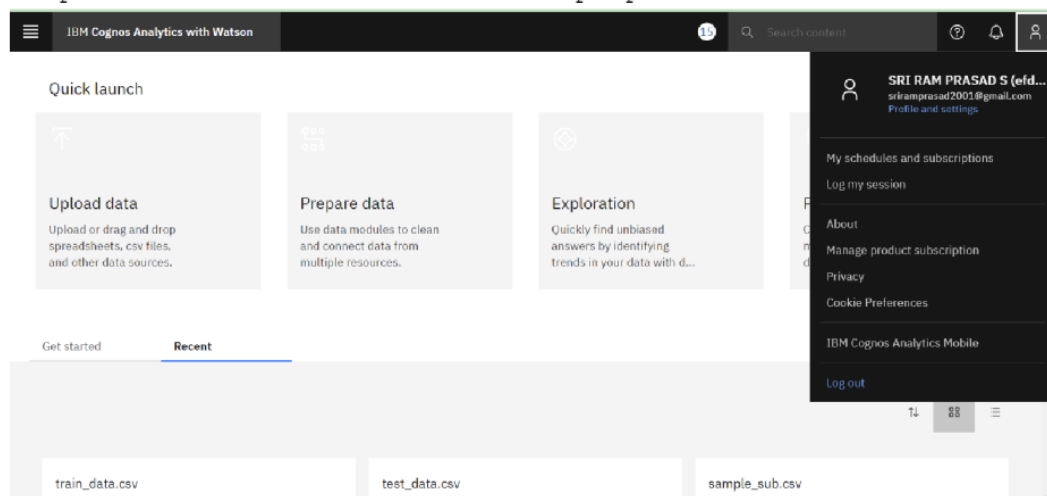 IBM Cognos Analytics with Watson
15
Search content
Quick launch
Upload data
Upload or drag and drop
spreadsheets, csv files,
and other data sources.
Prepare data
Use data modules to clean
and connect data from
multiple resources.
Exploration
Quickly find unbiased
answers by identifying
trends in your data with d...
SRI RAM PRASAD S (efd...
sriramprasad2001@gmail.com
Profile and settings
My schedules and subscriptions
Log my session
About
Manage product subscription
Privacy
Cookie Preferences
IBM Cognos Analytics Mobile
Log out
Get started
Recent
train_data.csv
test_data.csv
sample_sub.csv